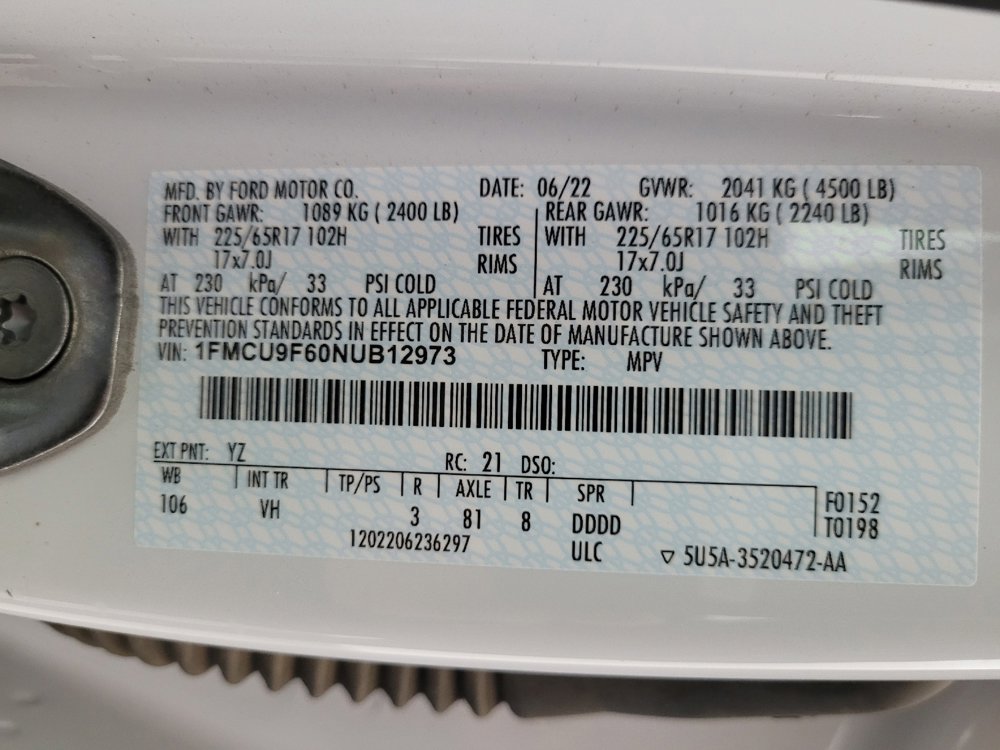 MFD. BY FORD MOTOR CO. DATE: 06/22 GVWR: 2041 KG ( 4500 LB)
FRONT GAWR: 1089 KG ( 2400 LB) REAR GAWR: 1016 KG ( 2240 LB)
WITH 225/65R17 102H TIRES WITH 225/65R17 102H TIRES
17x7.0J RIMS 17x7.0J RIMS
AT 230 kPa/ 33 PSI COLD AT 230 kPa/ 33 PSI COLD
THIS VEHICLE CONFORMS TO ALL APPLICABLE FEDERAL MOTOR VEHICLE SAFETY AND THEFT
PREVENTION STANDARDS IN EFFECT ON THE DATE OF MANUFACTURE SHOWN ABOVE.
VIN: 1FMCU9F60NUB12973 TYPE: MPV
EXT PNT: YZ RC: 21 DSO:
WB INT TR TP/PS R AXLE TR SPR
106 VH 3 81 8 DDDD
F0152
T0198
1202206236297 ULC ▽ 5U5A-3520472-AA